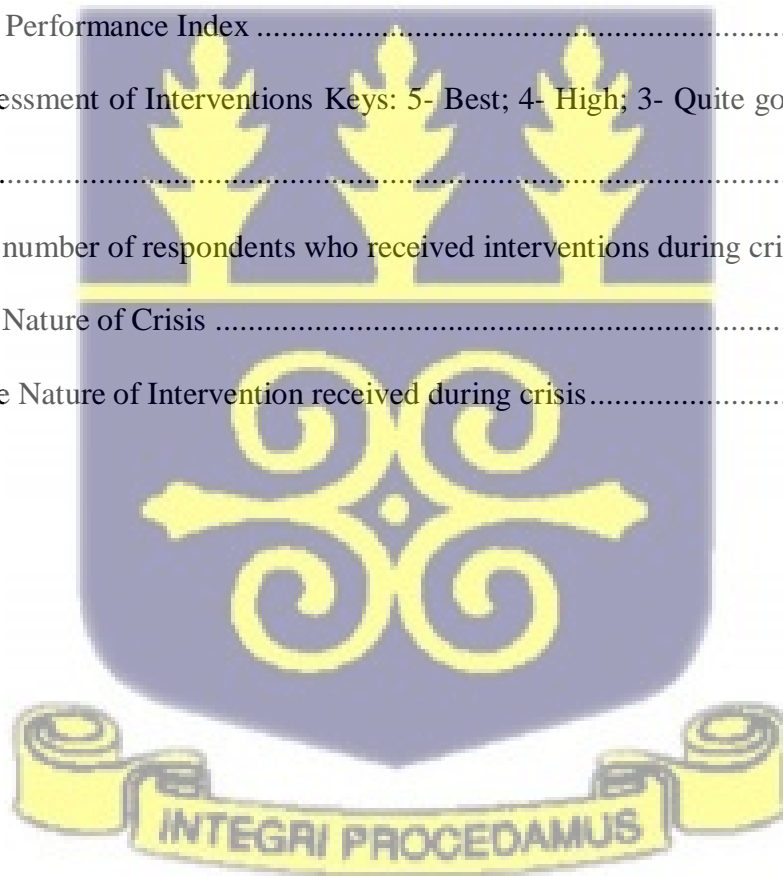 Performance Index ................................................................
essment of Interventions Keys: 5- Best; 4- High; 3- Quite go
................................................................................................
number of respondents who received interventions during cri
Nature of Crisis .....................................................................
e Nature of Intervention received during crisis ........................
INTEGRI PROCEDAMUS